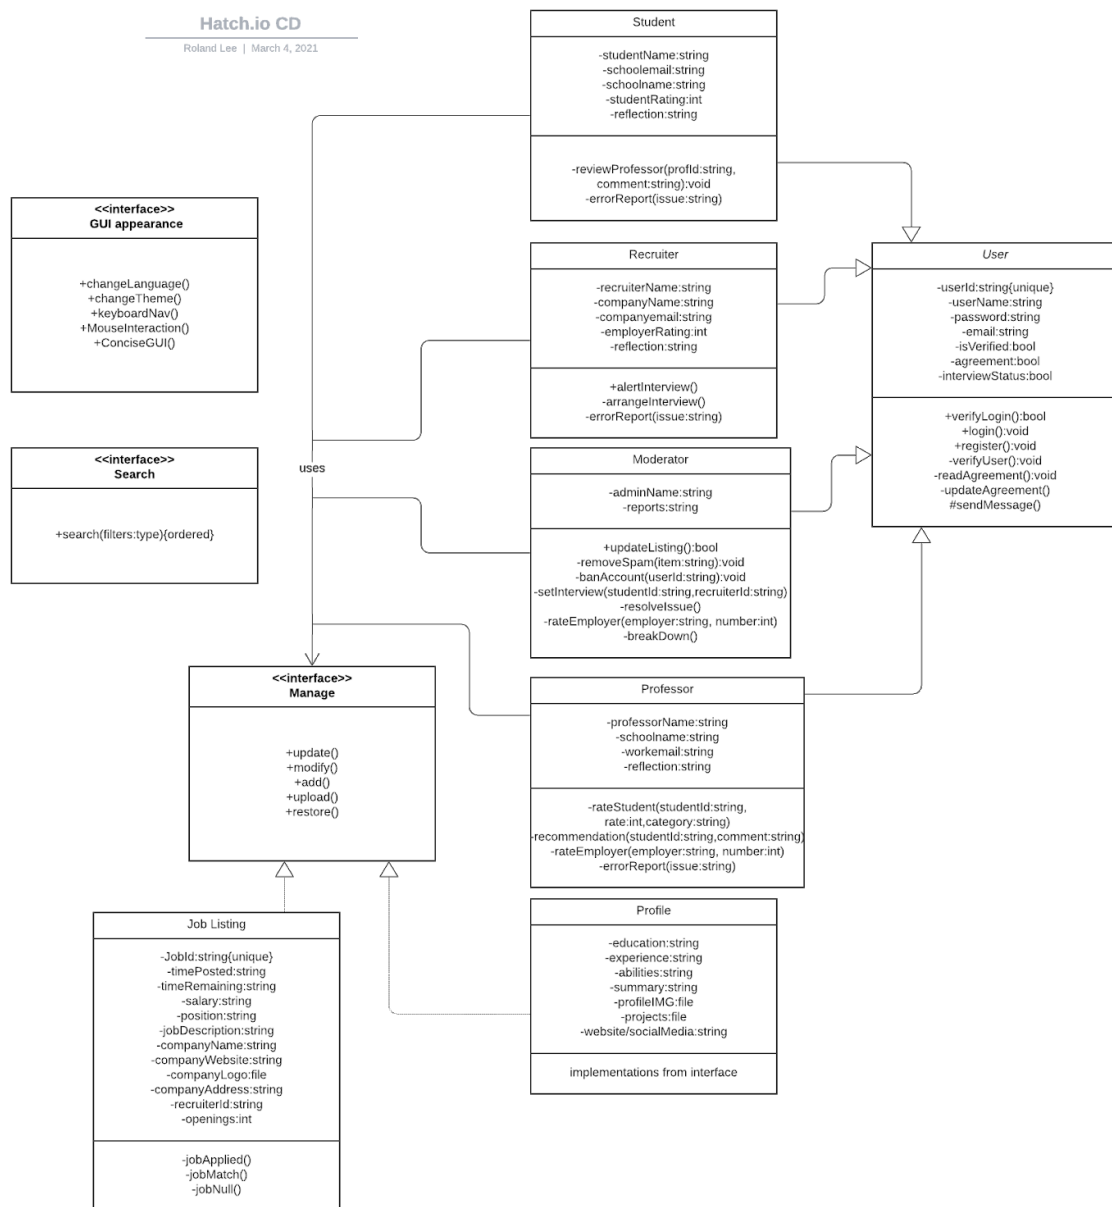 Hatch.io CD
Roland Lee | March 4, 2021
Student
-studentName:string
-schoolemail:string
-schoolname:string
-studentRating:int
-reflection:string
-reviewProfessor(profId:string,
comment:string):void
-errorReport(issue:string)
<<interface>>
GUI appearance
+changeLanguage()
+changeTheme()
+keyboardNav()
+MouseInteraction()
+ConciseGUI()
Recruiter
-recruiterName:string
-companyName:string
-companyemail:string
-employerRating:int
-reflection:string
+alertInterview()
-arrangeInterview()
-errorReport(issue:string)
User
-userId:string{unique}
-userName:string
-password:string
-email:string
-isVerified:bool
-agreement:bool
-interviewStatus:bool
+verifyLogin():bool
+login():void
+register():void
-verifyUser():void
-readAgreement():void
-updateAgreement()
#sendMessage()
<<interface>>
Search
+search(filters:type){ordered}
uses
Moderator
-adminName:string
-reports:string
+updateListing():bool
-removeSpam(item:string):void
-banAccount(userId:string):void
-setInterview(studentId:string,recruiterId:string)
-resolveIssue()
-rateEmployer(employer:string, number:int)
-breakDown()
<<interface>>
Manage
+update()
+modify()
+add()
+upload()
+restore()
Professor
-professorName:string
-schoolname:string
-workemail:string
-reflection:string
-rateStudent(studentId:string,
rate:int,category:string)
-recommendation(studentId:string,comment:string)
-rateEmployer(employer:string, number:int)
-errorReport(issue:string)
Job Listing
-JobId:string{unique}
-timePosted:string
-timeRemaining:string
-salary:string
-position:string
-jobDescription:string
-companyName:string
-companyWebsite:string
-companyLogo:file
-companyAddress:string
-recruiterId:string
-openings:int
-jobApplied()
-jobMatch()
-jobNull()
Profile
-education:string
-experience:string
-abilities:string
-summary:string
-profileIMG:file
-projects:file
-website/socialMedia:string
implementations from interface